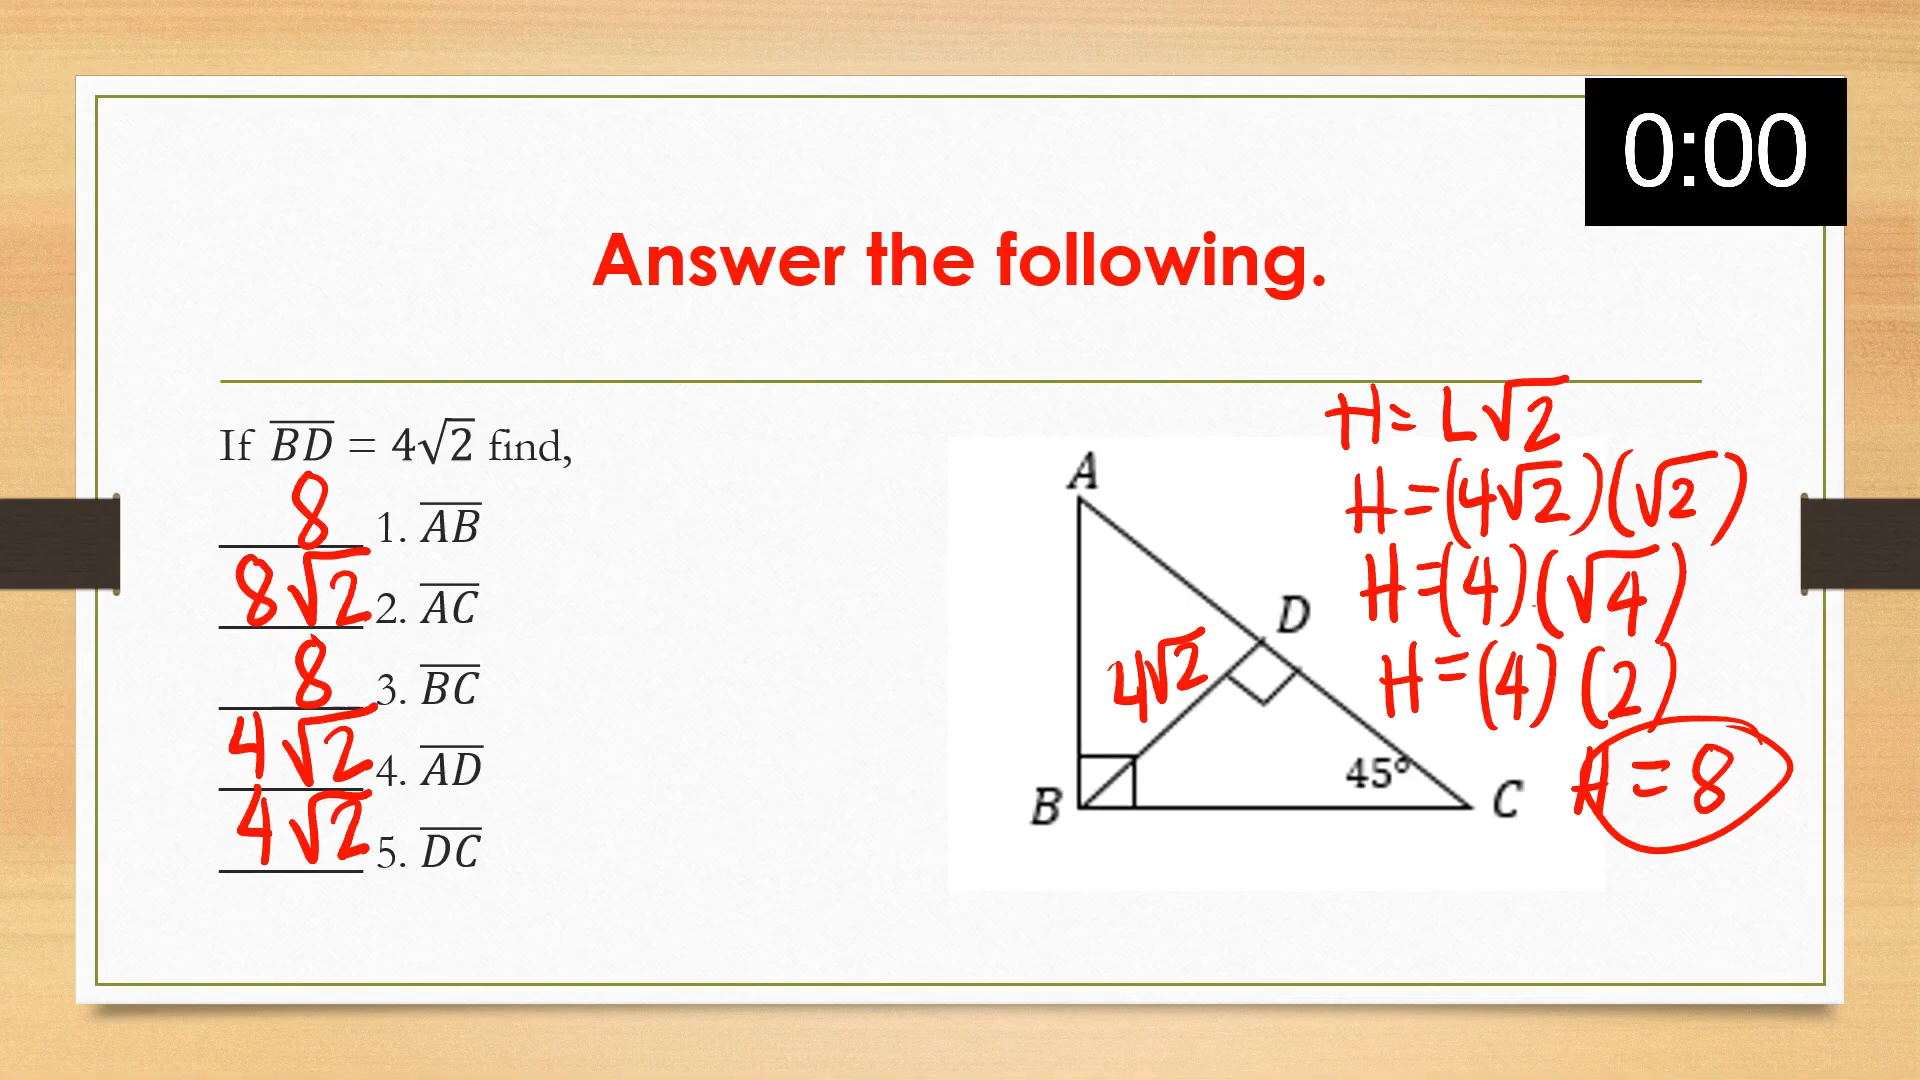 0:00
Answer the following.
If BD = 4√2 find,
8 1. AB
8√2 2. AC
8 3. BC
4√2 4. AD
4√2 5. DC
A
D
4√2
45°
B
C
H = L√2
H = (4√2)(√2)
H = (4)(√4)
H = (4)(2)
H = 8